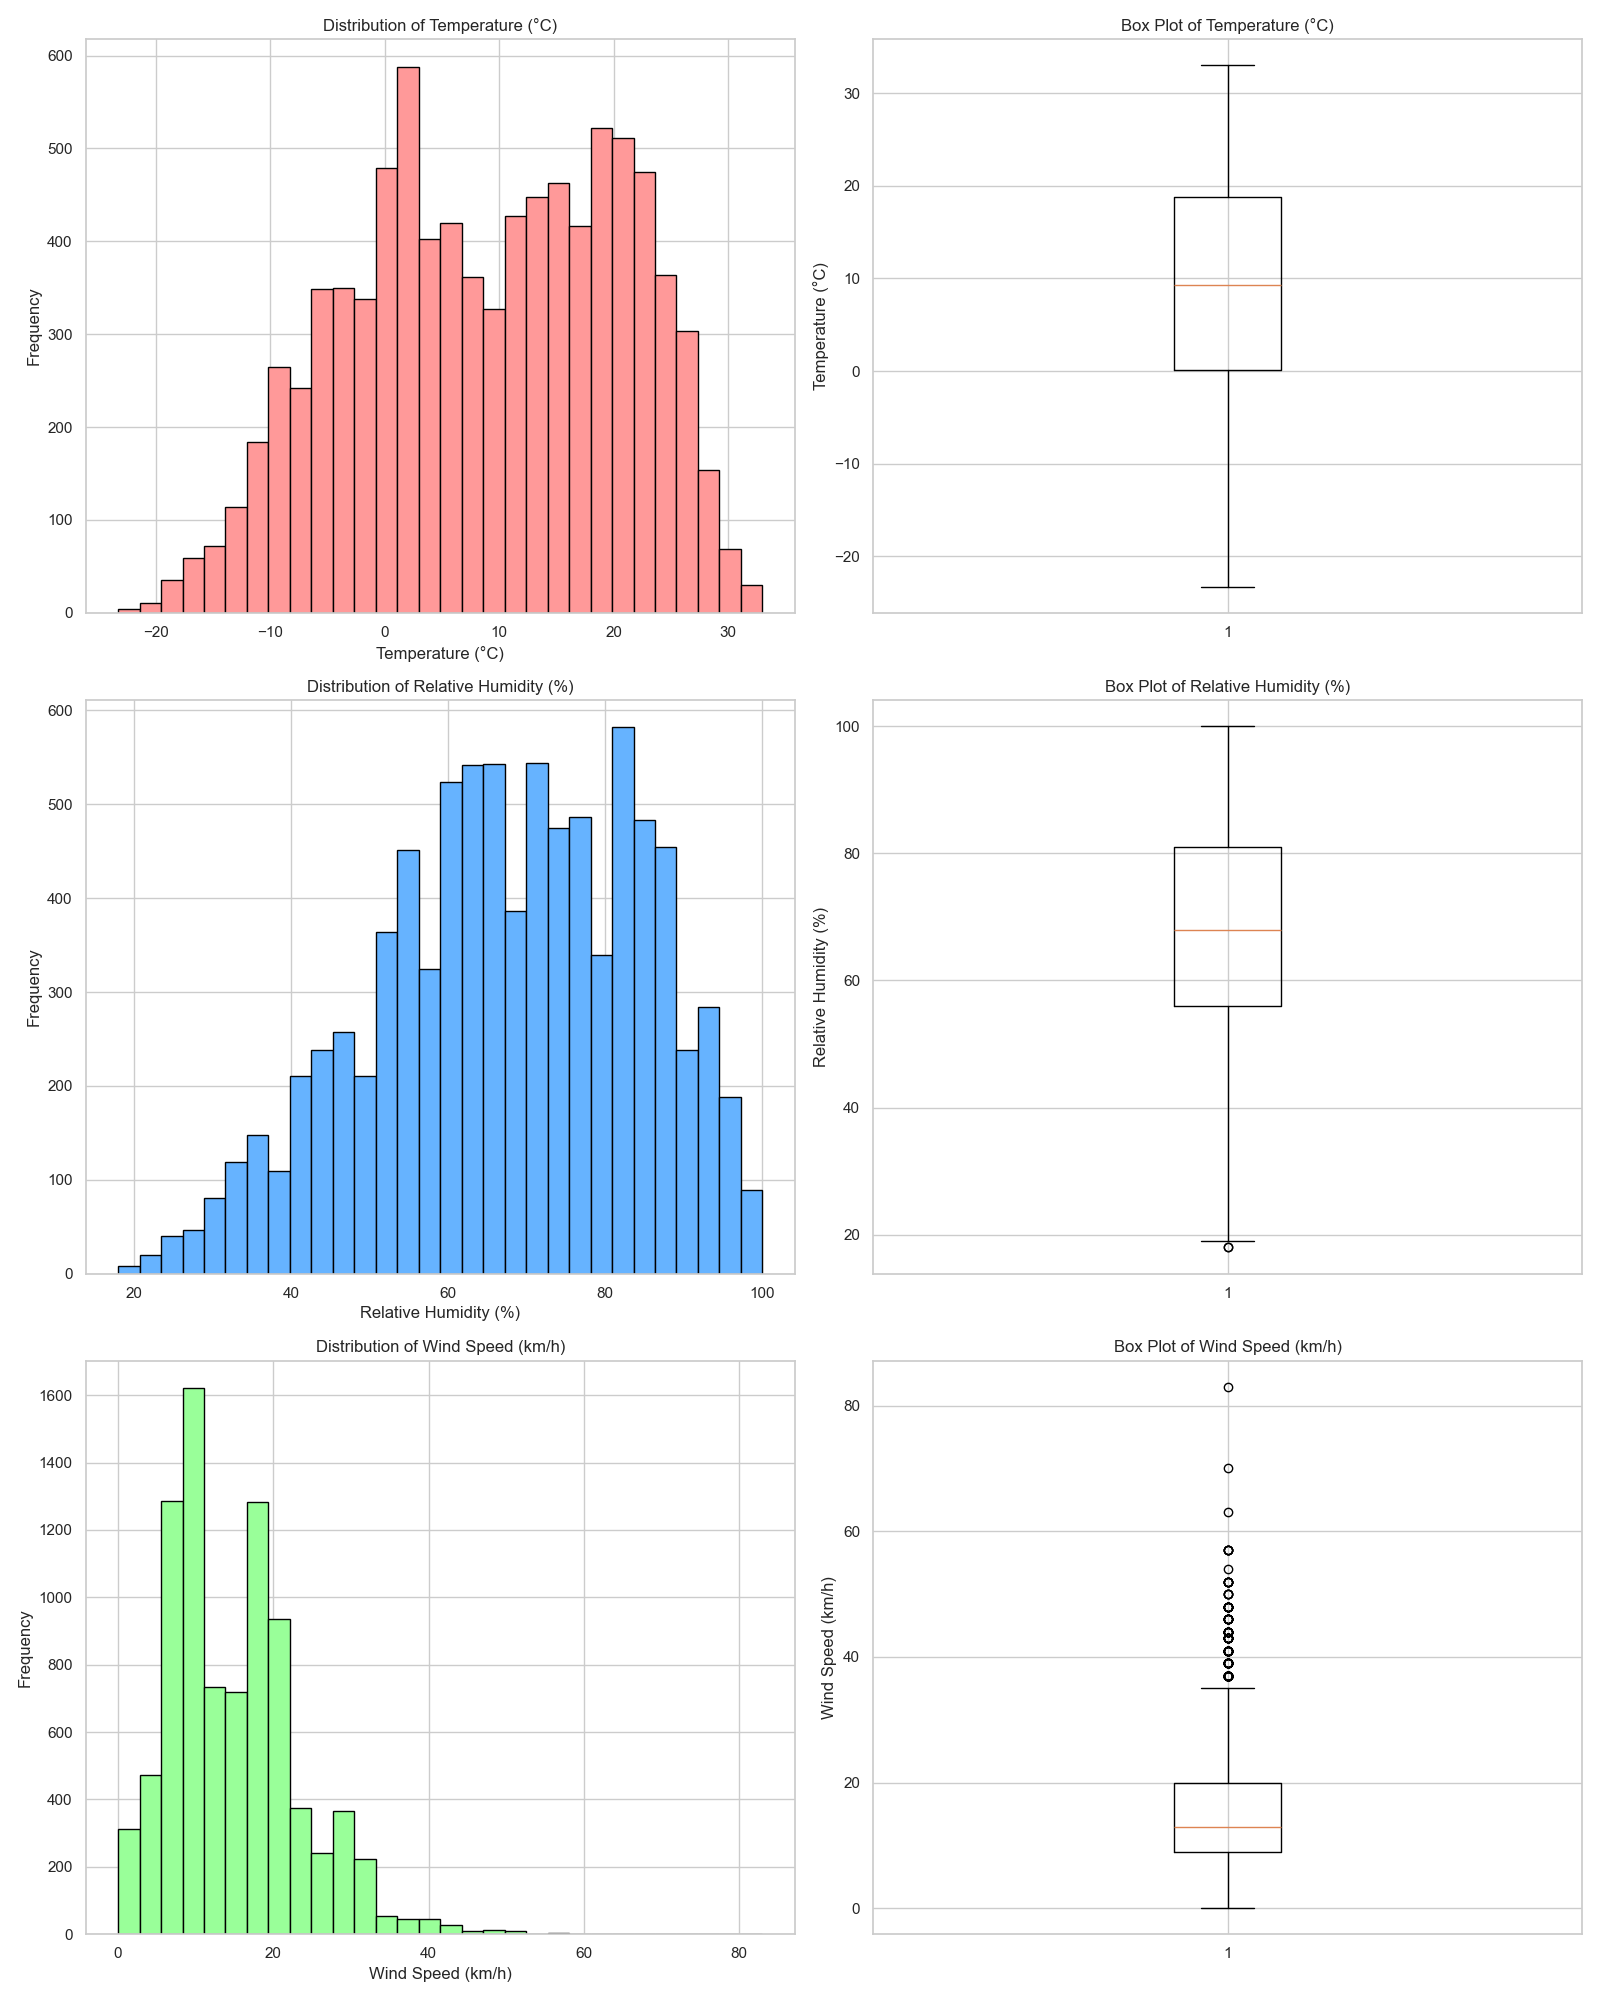 Distribution of Temperature (°C)
600
500
400
300
200
100
0
Frequency
−20 −10 0 10 20 30
Temperature (°C)
Box Plot of Temperature (°C)
30
20
10
0
−10
−20
Temperature (°C)
1
Distribution of Relative Humidity (%)
600
500
400
300
200
100
0
Frequency
20 40 60 80 100
Relative Humidity (%)
Box Plot of Relative Humidity (%)
100
80
60
40
20
Relative Humidity (%)
1
Distribution of Wind Speed (km/h)
1600
1400
1200
1000
800
600
400
200
0
Frequency
0 20 40 60 80
Wind Speed (km/h)
Box Plot of Wind Speed (km/h)
80
60
40
20
0
Wind Speed (km/h)
1